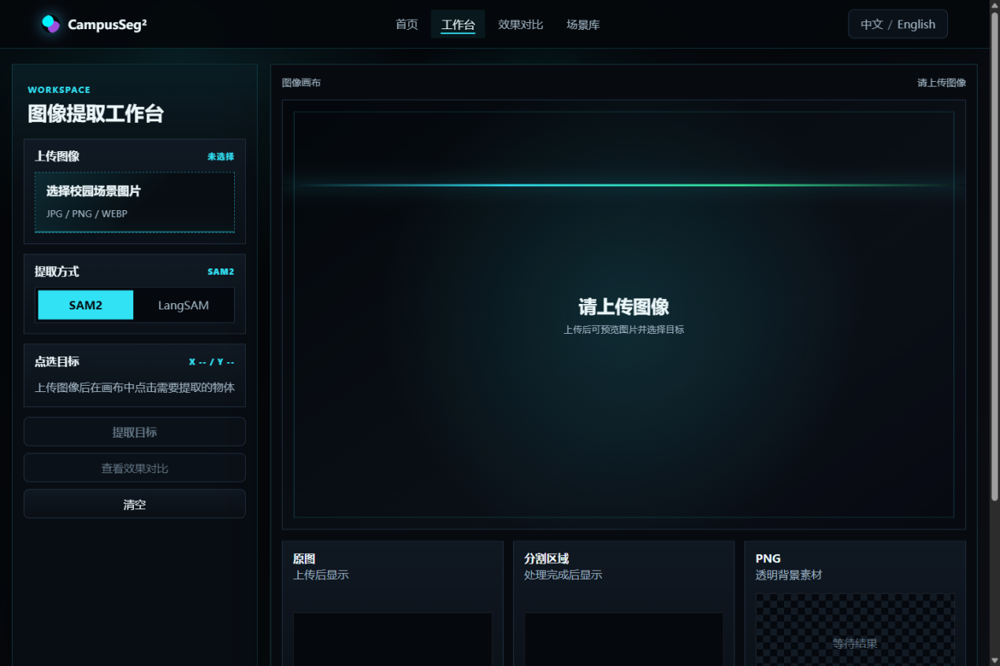 CampusSeg²
首页
工作台
效果对比
场景库
中文 / English
WORKSPACE
图像提取工作台
上传图像
未选择
选择校园场景图片
JPG / PNG / WEBP
提取方式
SAM2
SAM2
LangSAM
点选目标
X -- / Y --
上传图像后在画布中点击需要提取的物体
提取目标
查看效果对比
清空
图像画布
请上传图像
请上传图像
上传后可预览图片并选择目标
原图
上传后显示
分割区域
处理完成后显示
PNG
透明背景素材
等待结果